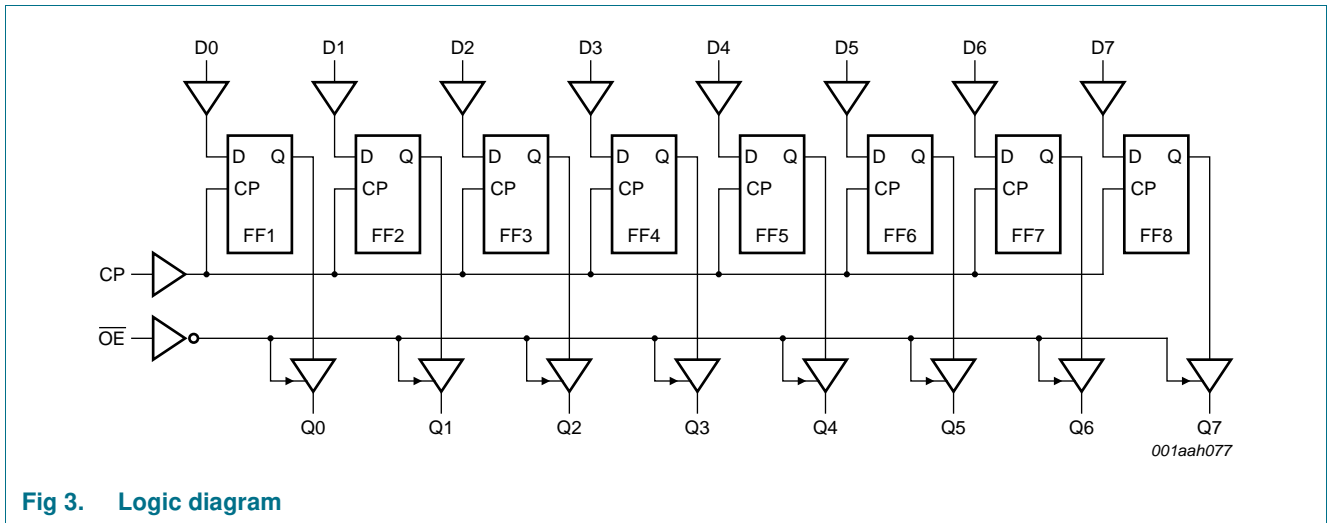 D0 D1 D2 D3 D4 D5 D6 D7
D Q D Q D Q D Q D Q D Q D Q D Q
CP CP CP CP CP CP CP CP
FF1 FF2 FF3 FF4 FF5 FF6 FF7 FF8
CP
O̅E̅
Q0 Q1 Q2 Q3 Q4 Q5 Q6 Q7
001aah077
Fig 3. Logic diagram